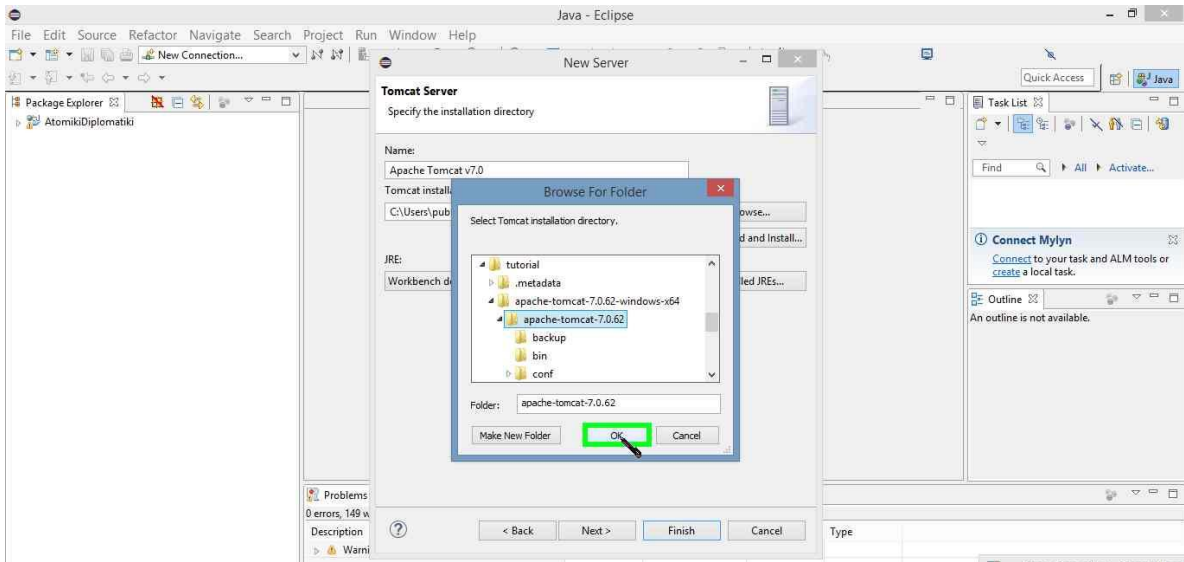 Java - Eclipse
File Edit Source Refactor Navigate Search Project Run Window Help
New Connection...
Quick Access
Java
Package Explorer
AtomikiDiplomatiki
New Server
Tomcat Server
Specify the installation directory
Name:
Apache Tomcat v7.0
Tomcat install
C:\Users\pub
owse...
d and Install...
JRE:
Workbench de
led JREs...
Browse For Folder
Select Tomcat installation directory.
tutorial
.metadata
apache-tomcat-7.0.62-windows-x64
apache-tomcat-7.0.62
backup
bin
conf
Folder: apache-tomcat-7.0.62
Make New Folder OK Cancel
< Back Next > Finish Cancel
Task List
Find All Activate...
Connect Mylyn
Connect to your task and ALM tools or
create a local task.
Outline
An outline is not available.
Problems
0 errors, 149 w
Description Type
Warni